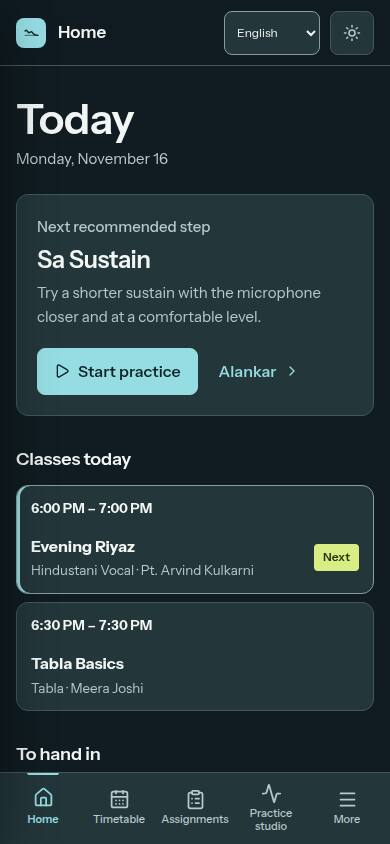 Home
English
Today
Monday, November 16
Next recommended step
Sa Sustain
Try a shorter sustain with the microphone
closer and at a comfortable level.
Start practice
Alankar
Classes today
6:00 PM – 7:00 PM
Evening Riyaz
Hindustani Vocal · Pt. Arvind Kulkarni
Next
6:30 PM – 7:30 PM
Tabla Basics
Tabla · Meera Joshi
To hand in
Home
Timetable
Assignments
Practice
studio
More